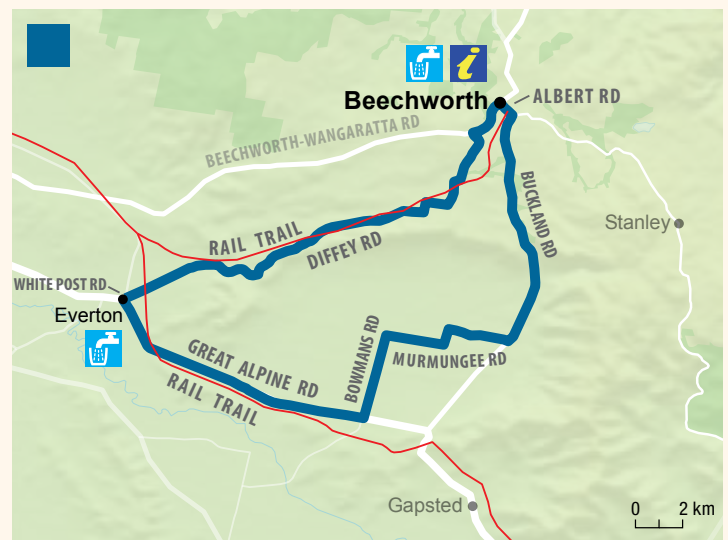 i
Beechworth
ALBERT RD
BEECHWORTH-WANGARATTA RD
BUCKLAND RD
Stanley
RAIL TRAIL
DIFFEY RD
WHITE POST RD
Everton
GREAT ALPINE RD
BOWMANS RD
MURMUNGEE RD
RAIL TRAIL
Gapsted
0 2 km